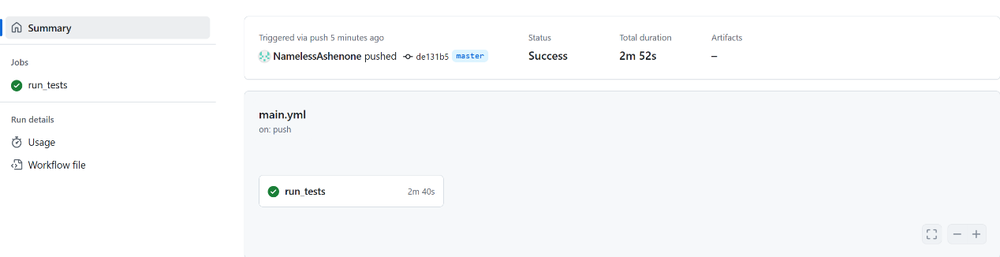 Summary
Jobs
run_tests
Run details
Usage
Workflow file
Triggered via push 5 minutes ago
NamelessAshenone pushed de131b5 master
Status
Success
Total duration
2m 52s
Artifacts
–
main.yml
on: push
run_tests 2m 40s